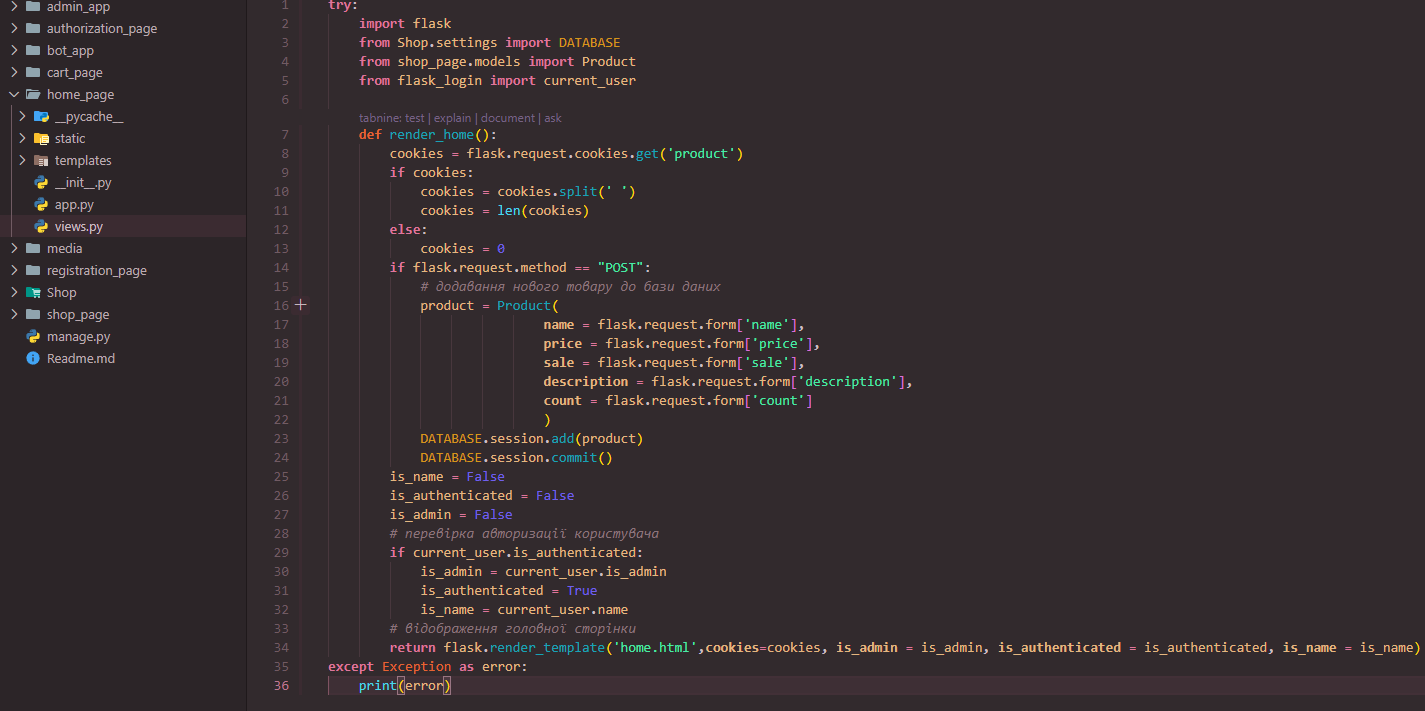 admin_app
authorization_page
bot_app
cart_page
home_page
__pycache__
static
templates
__init__.py
app.py
views.py
media
registration_page
Shop
shop_page
manage.py
Readme.md
1 try:
2     import flask
3     from Shop.settings import DATABASE
4     from shop_page.models import Product
5     from flask_login import current_user
6
tabnine: test | explain | document | ask
7     def render_home():
8         cookies = flask.request.cookies.get('product')
9         if cookies:
10             cookies = cookies.split(' ')
11             cookies = len(cookies)
12         else:
13             cookies = 0
14         if flask.request.method == "POST":
15             # додавання нового товару до бази даних
16             product = Product(
17                             name = flask.request.form['name'],
18                             price = flask.request.form['price'],
19                             sale = flask.request.form['sale'],
20                             description = flask.request.form['description'],
21                             count = flask.request.form['count']
22                             )
23             DATABASE.session.add(product)
24             DATABASE.session.commit()
25         is_name = False
26         is_authenticated = False
27         is_admin = False
28         # перевірка авторизації користувача
29         if current_user.is_authenticated:
30             is_admin = current_user.is_admin
31             is_authenticated = True
32             is_name = current_user.name
33         # відображення головної сторінки
34         return flask.render_template('home.html',cookies=cookies, is_admin = is_admin, is_authenticated = is_authenticated, is_name = is_name)
35 except Exception as error:
36     print(error)